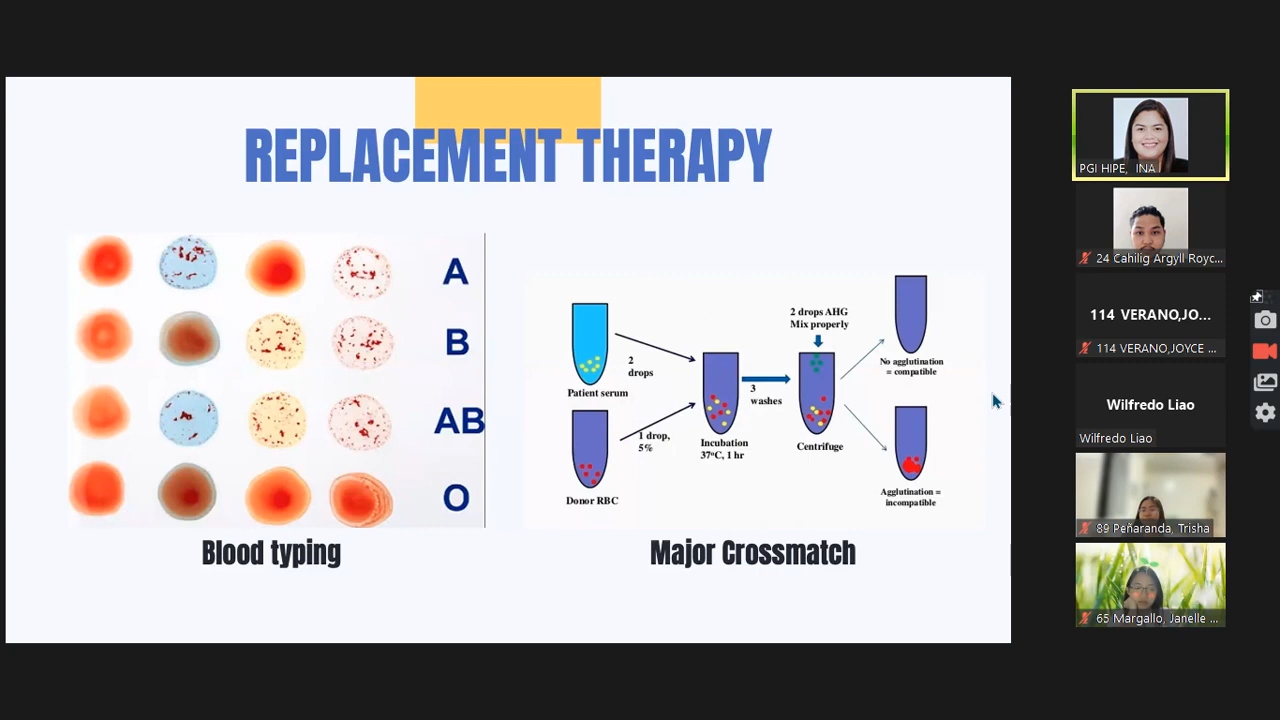 REPLACEMENT THERAPY
A
B
AB
O
Blood typing
Patient serum
2
drops
Donor RBC
1 drop,
5%
Incubation
37°C, 1 hr
3
washes
2 drops AHG
Mix properly
Centrifuge
No agglutination
= compatible
Agglutination =
incompatible
Major Crossmatch
PGI HIPE, INA
24 Cahilig Argyll Royc...
114 VERANO,JO...
114 VERANO,JOYCE ...
Wilfredo Liao
Wilfredo Liao
89 Peñaranda, Trisha
65 Margallo, Janelle ...